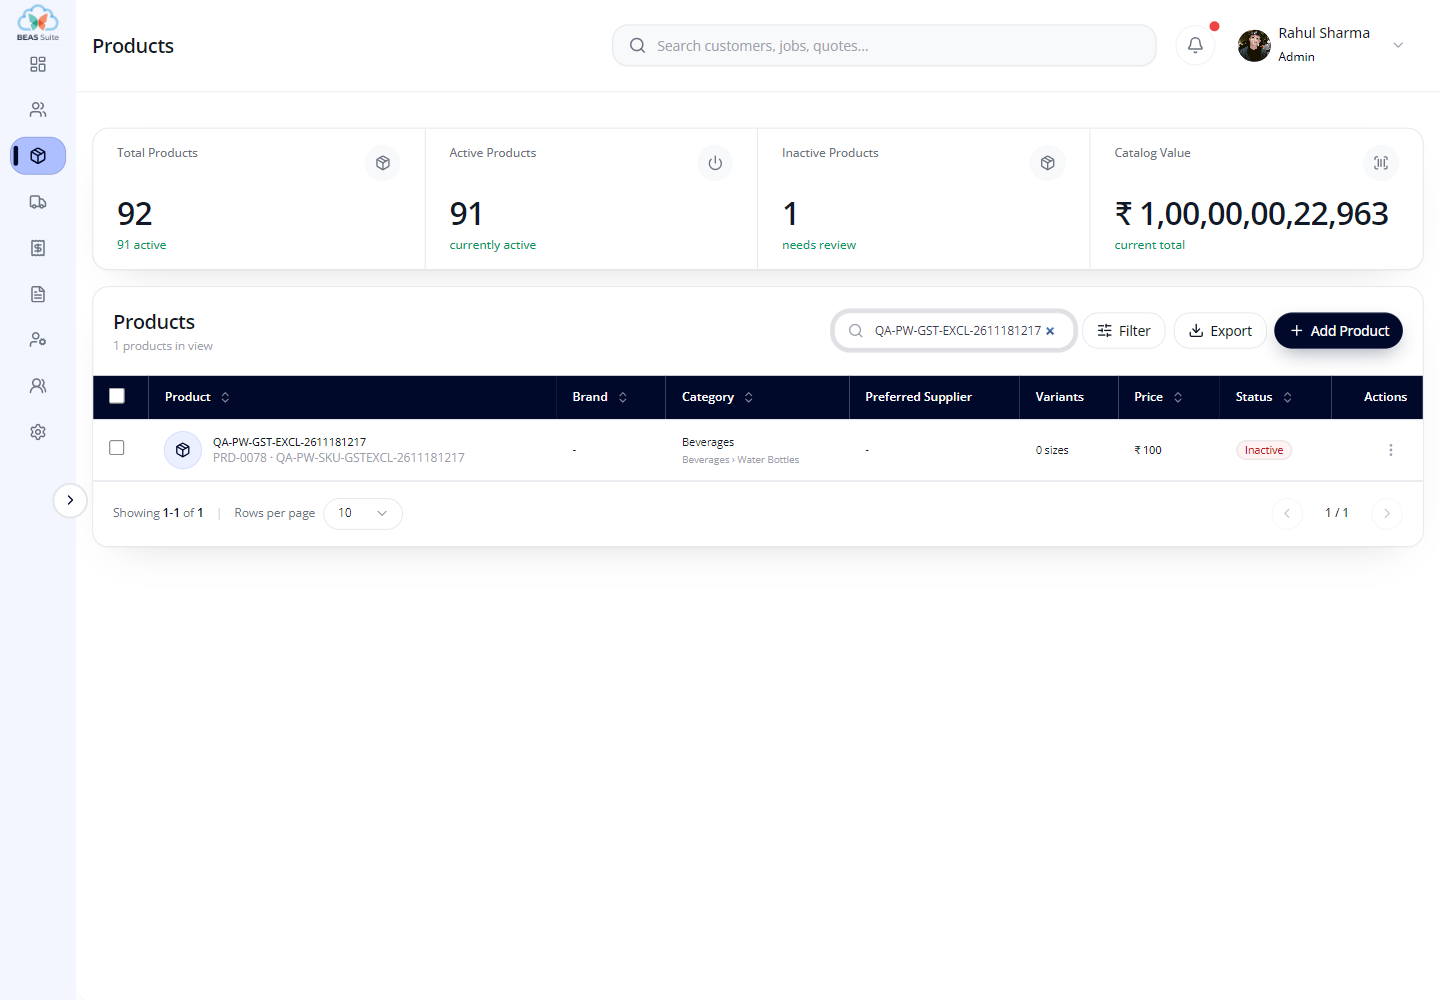 BEAS Suite
Products
Search customers, jobs, quotes...
Rahul Sharma
Admin
Total Products
92
91 active
Active Products
91
currently active
Inactive Products
1
needs review
Catalog Value
₹ 1,00,00,00,22,963
current total
Products
1 products in view
QA-PW-GST-EXCL-2611181217
Filter
Export
Add Product
Product Brand Category Preferred Supplier Variants Price Status Actions
QA-PW-GST-EXCL-2611181217
PRD-0078 · QA-PW-SKU-GSTEXCL-2611181217
-
Beverages
Beverages › Water Bottles
-
0 sizes
₹ 100
Inactive
Showing 1-1 of 1 | Rows per page 10
1 / 1